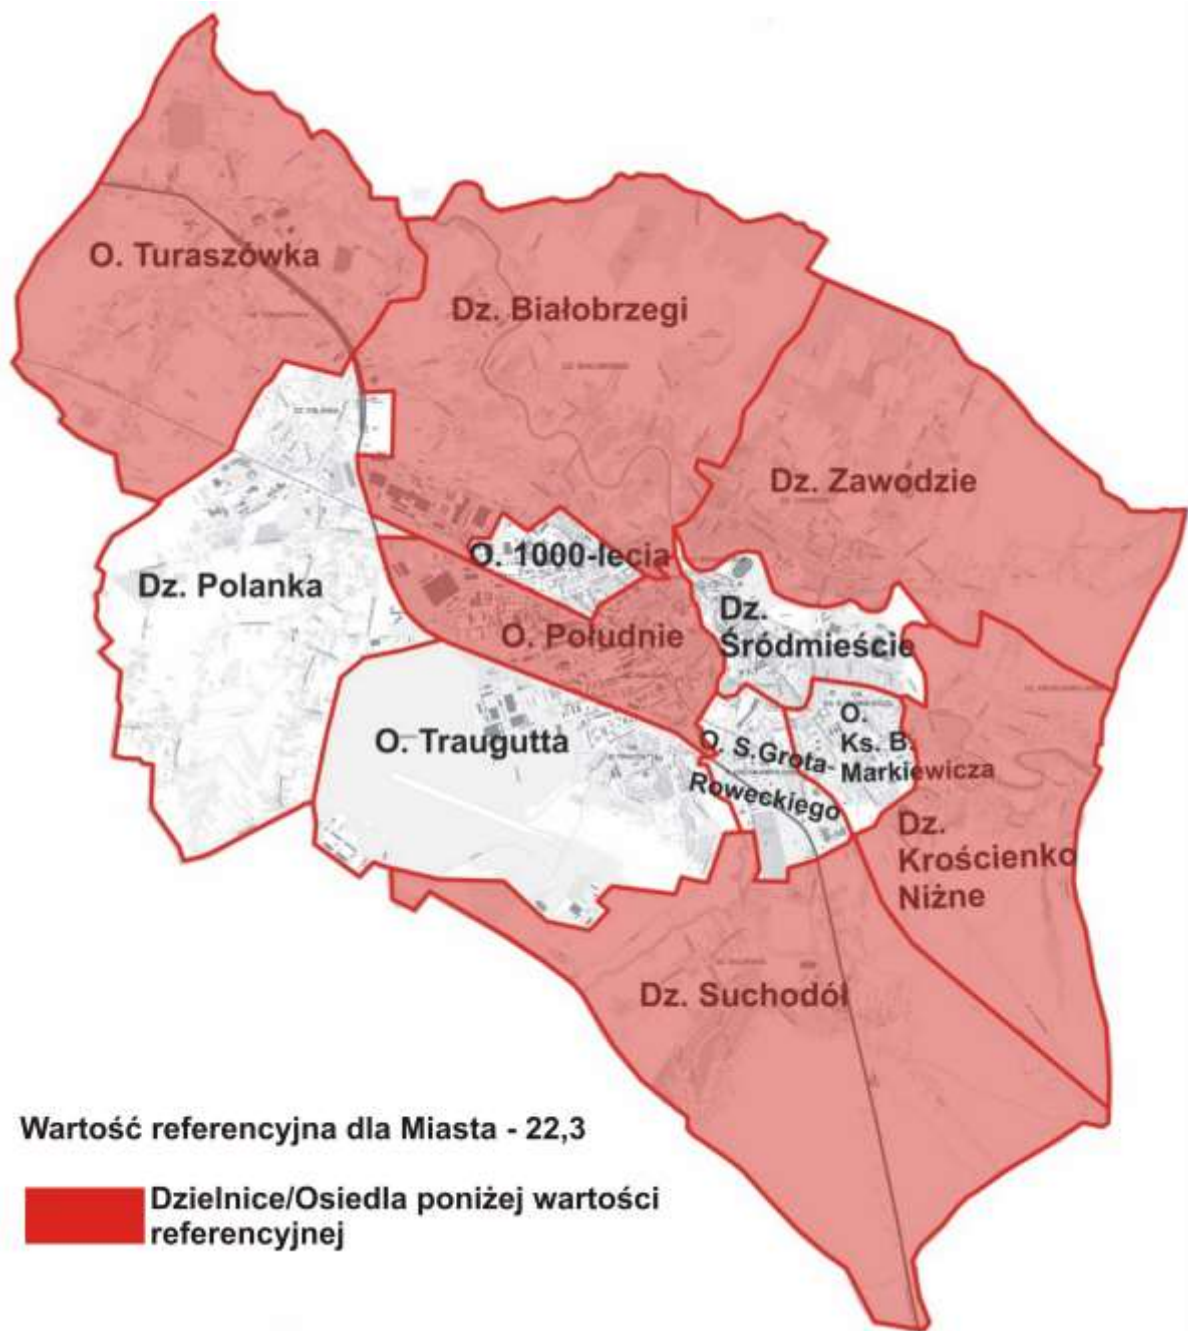 O. Turaszówka
Dz. Białobrzegi
Dz. Zawodzie
O. 1000-lecia
Dz. Polanka
Dz.
Śródmieście
O. Południe
O. Traugutta
O.
Ks. B.
Markiewicza
O. S.Grota-
Roweckiego
Dz.
Krościenko
Niżne
Dz. Suchodół
Wartość referencyjna dla Miasta - 22,3
Dzielnice/Osiedla poniżej wartości
referencyjnej